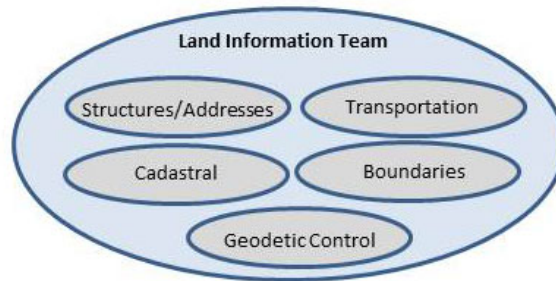 Land Information Team
Structures/Addresses
Transportation
Cadastral
Boundaries
Geodetic Control